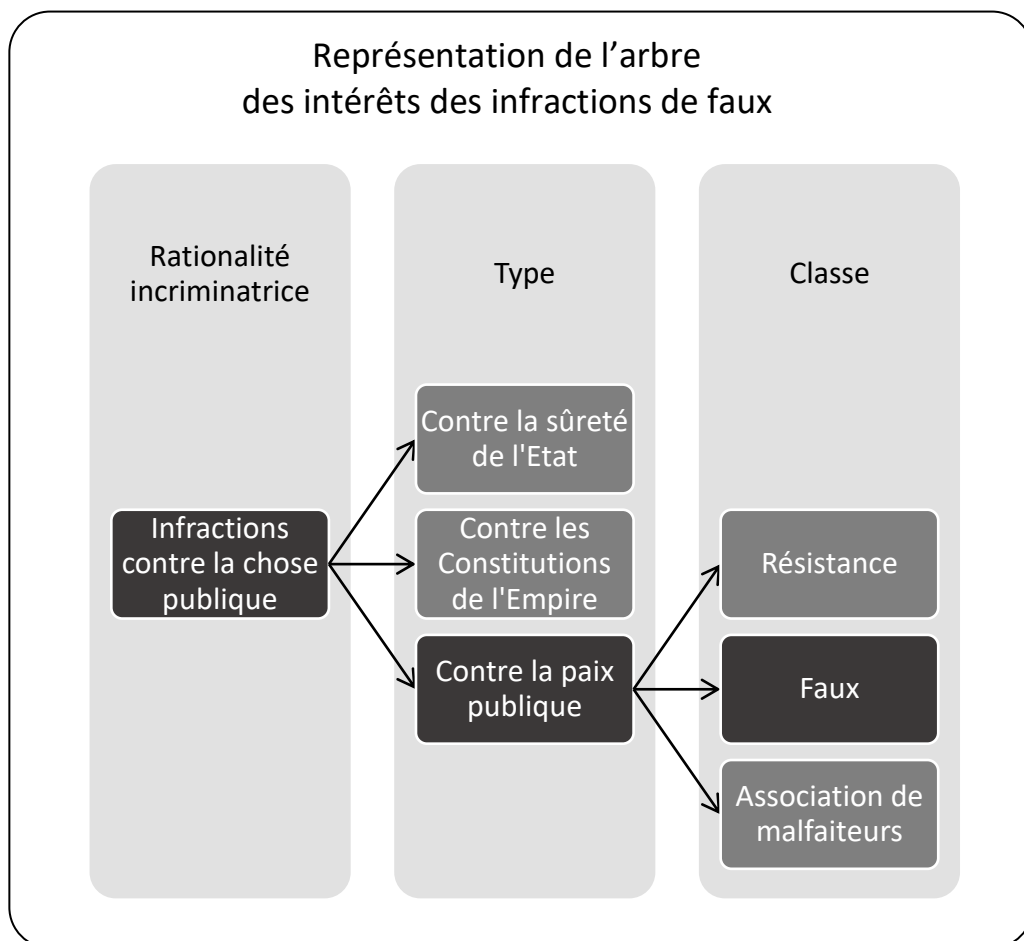 Représentation de l’arbre
des intérêts des infractions de faux
Rationalité
incriminatrice
Type
Classe
Infractions
contre la chose
publique
Contre la sûreté
de l'Etat
Contre les
Constitutions
de l'Empire
Contre la paix
publique
Résistance
Faux
Association de
malfaiteurs